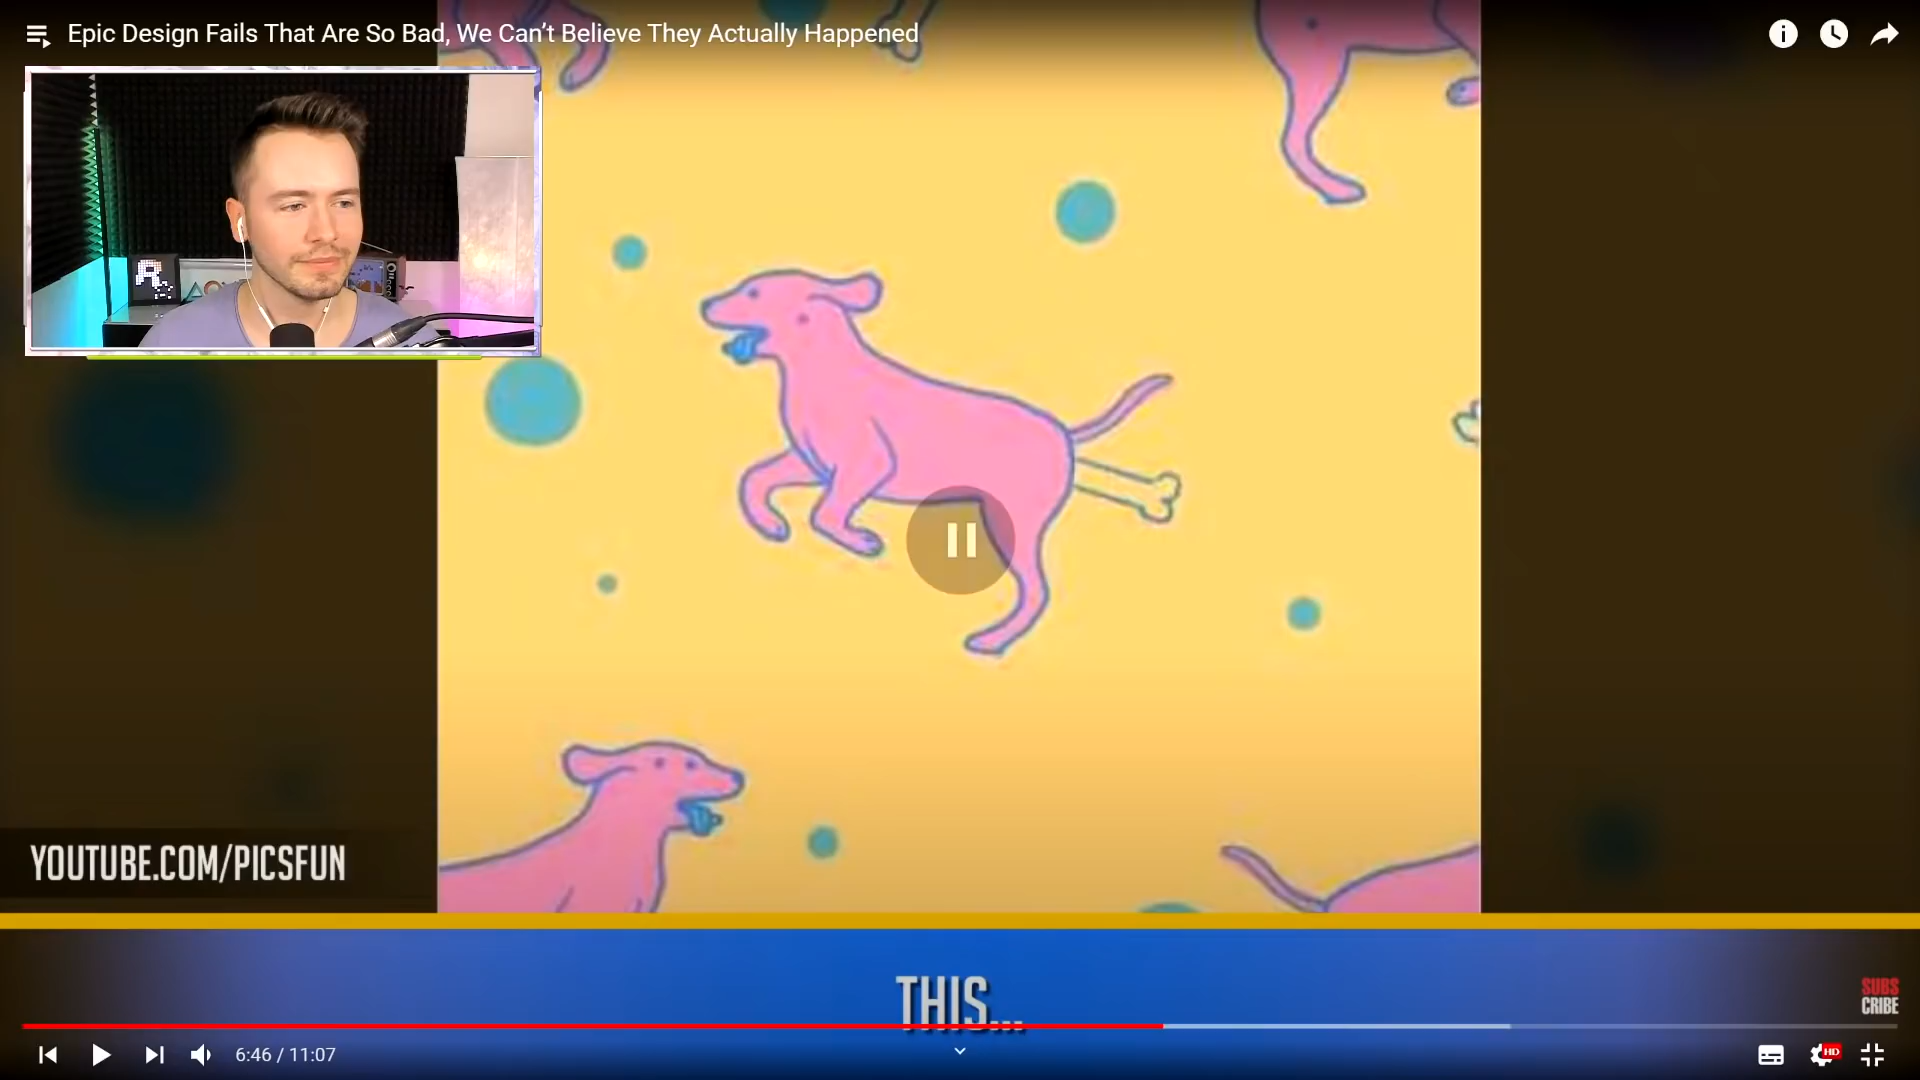 Epic Design Fails That Are So Bad, We Can’t Believe They Actually Happened
YOUTUBE.COM/PICSFUN
THIS...
SUBS
CRIBE
6:46 / 11:07
HD